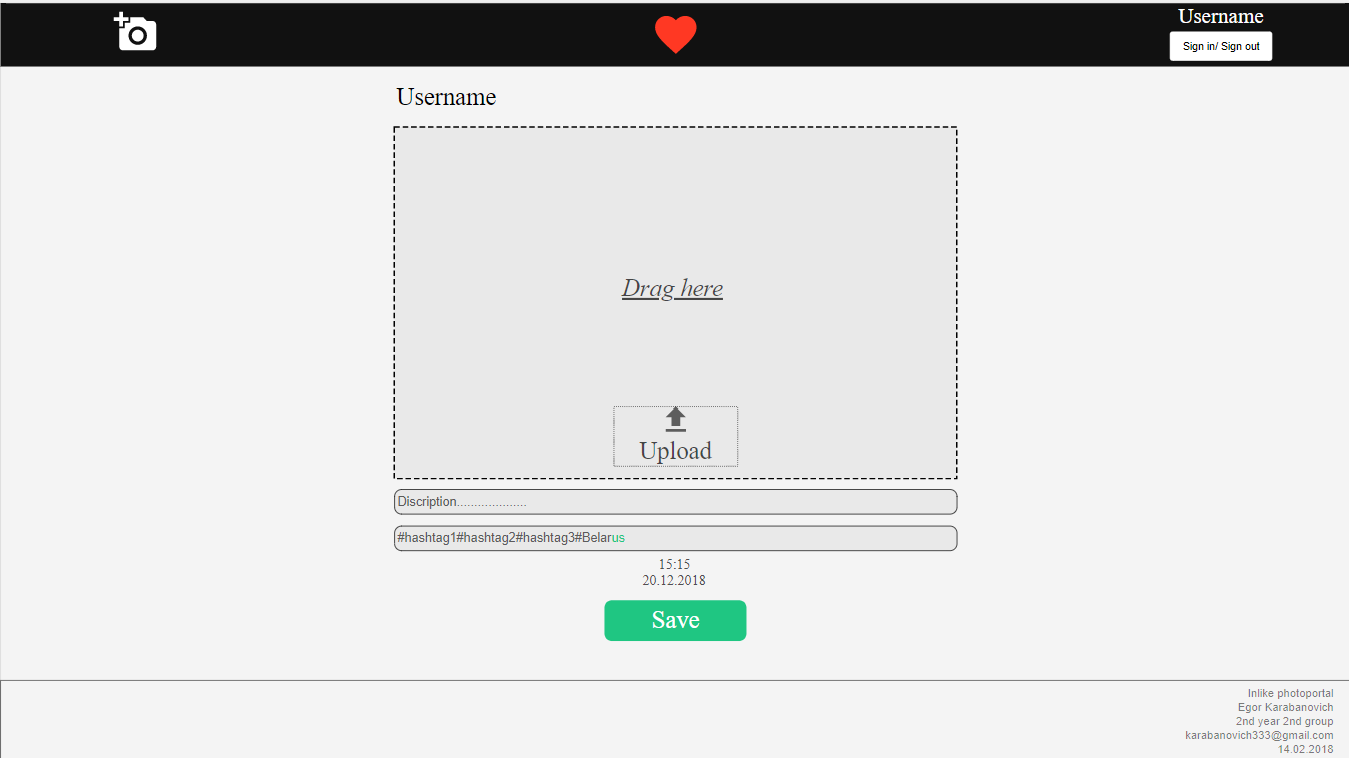 Username
Sign in/ Sign out
Username
Drag here
Upload
Discription....................
#hashtag1#hashtag2#hashtag3#Belarus
15:15
20.12.2018
Save
Inlike photoportal
Egor Karabanovich
2nd year 2nd group
karabanovich333@gmail.com
14.02.2018